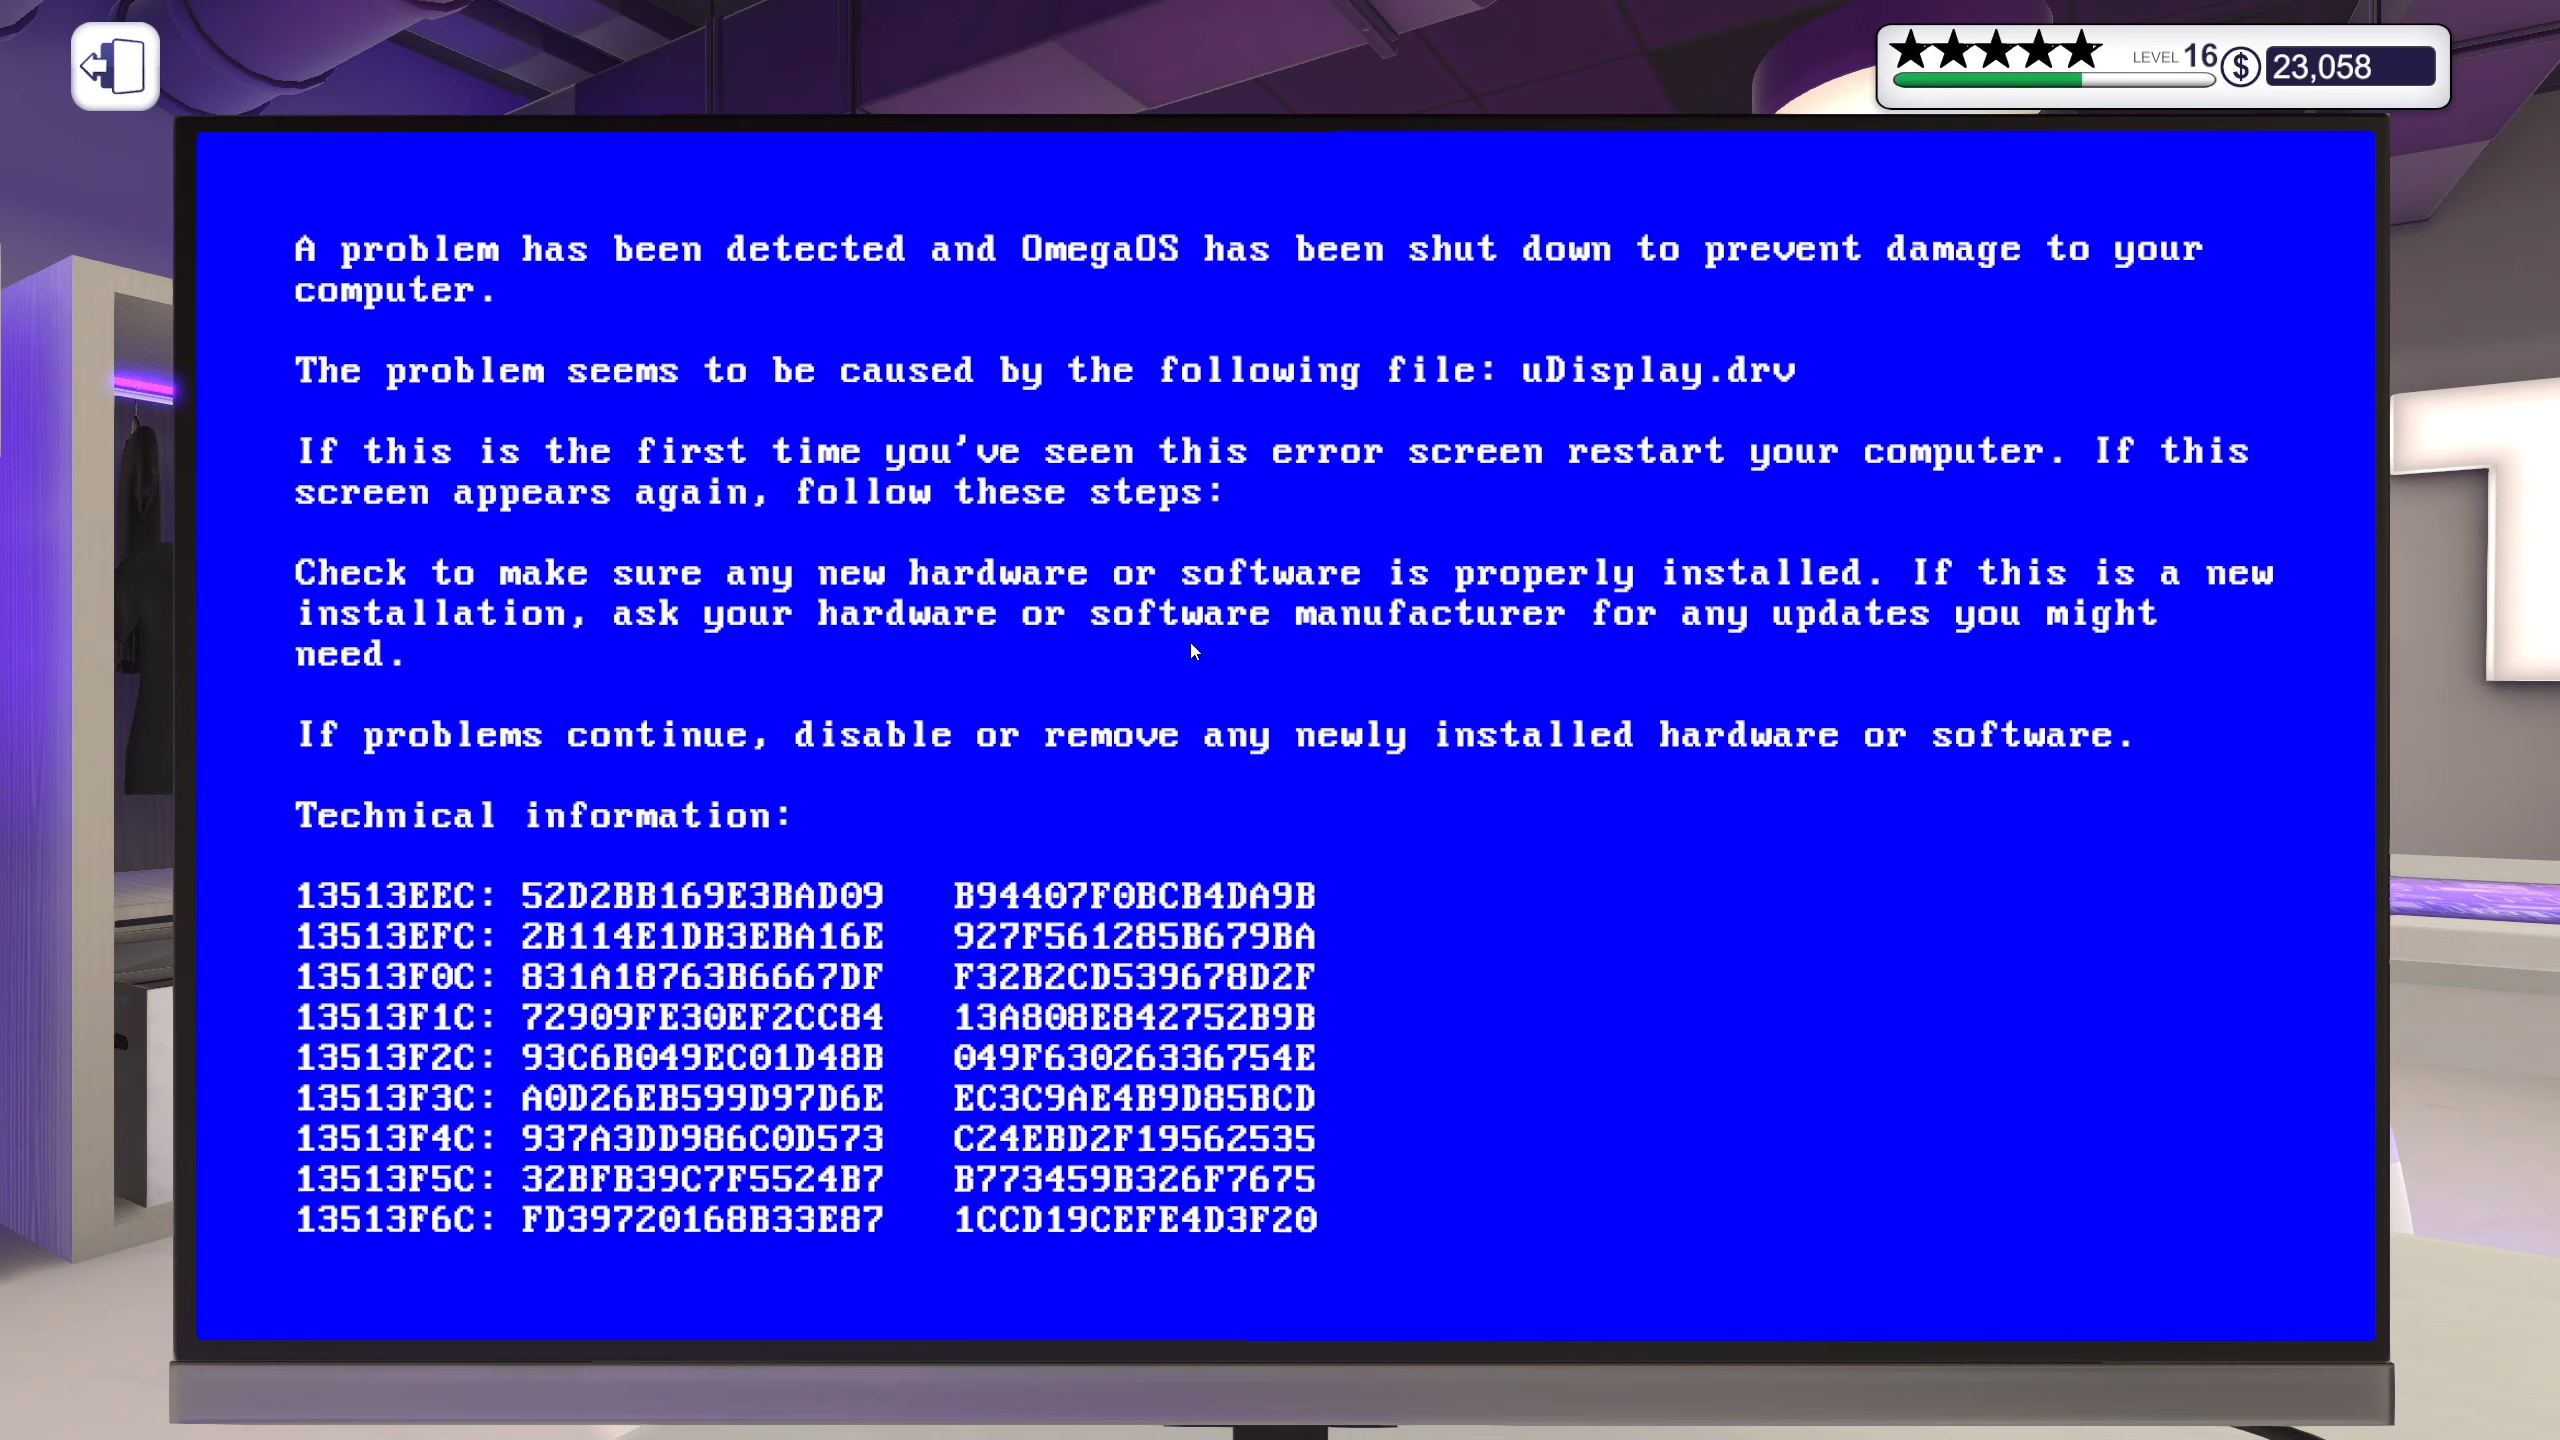 LEVEL 16
$ 23,058
A problem has been detected and OmegaOS has been shut down to prevent damage to your
computer.
The problem seems to be caused by the following file: uDisplay.drv
If this is the first time you've seen this error screen restart your computer. If this
screen appears again, follow these steps:
Check to make sure any new hardware or software is properly installed. If this is a new
installation, ask your hardware or software manufacturer for any updates you might
need.
If problems continue, disable or remove any newly installed hardware or software.
Technical information:
13513EEC: 52D2BB169E3BAD09 B94407F0BCB4DA9B
13513EFC: 2B114E1DB3EBA16E 927F561285B679BA
13513F0C: 831A18763B6667DF F32B2CD539678D2F
13513F1C: 72909FE30EF2CC84 13A808E842752B9B
13513F2C: 93C6B049EC01D48B 049F63026336754E
13513F3C: A0D26EB599D97D6E EC3C9AE4B9D85BCD
13513F4C: 937A3DD986C0D573 C24EBD2F19562535
13513F5C: 32BFB39C7F5524B7 B773459B326F7675
13513F6C: FD39720168B33E87 1CCD19CEFE4D3F20